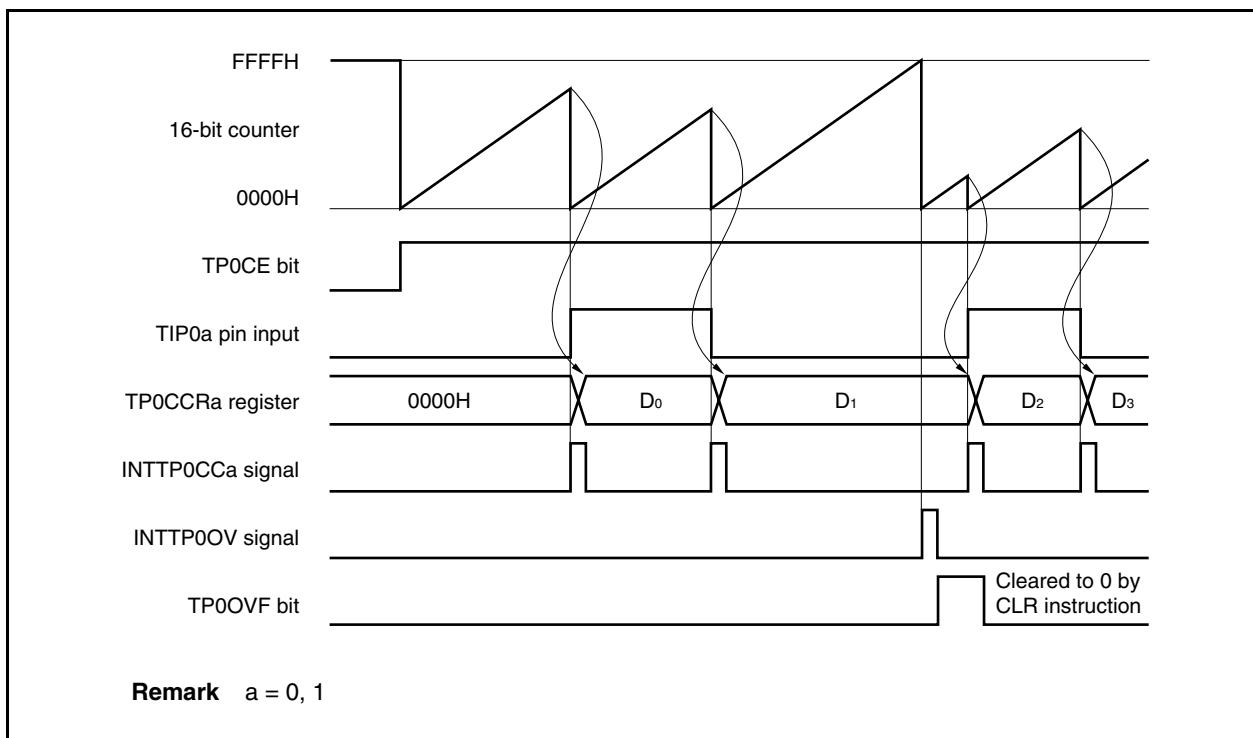 FFFFH
16-bit counter
0000H
TP0CE bit
TIP0a pin input
TP0CCRa register
0000H
D0
D1
D2
D3
INTTP0CCa signal
INTTP0OV signal
TP0OVF bit
Cleared to 0 by
CLR instruction
Remark a = 0, 1